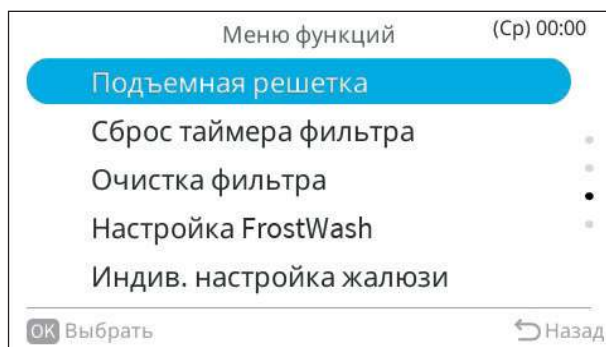 Меню функций (Ср) 00:00
Подъемная решетка
Сброс таймера фильтра
Очистка фильтра
Настройка FrostWash
Индив. настройка жалюзи
OK Выбрать Назад